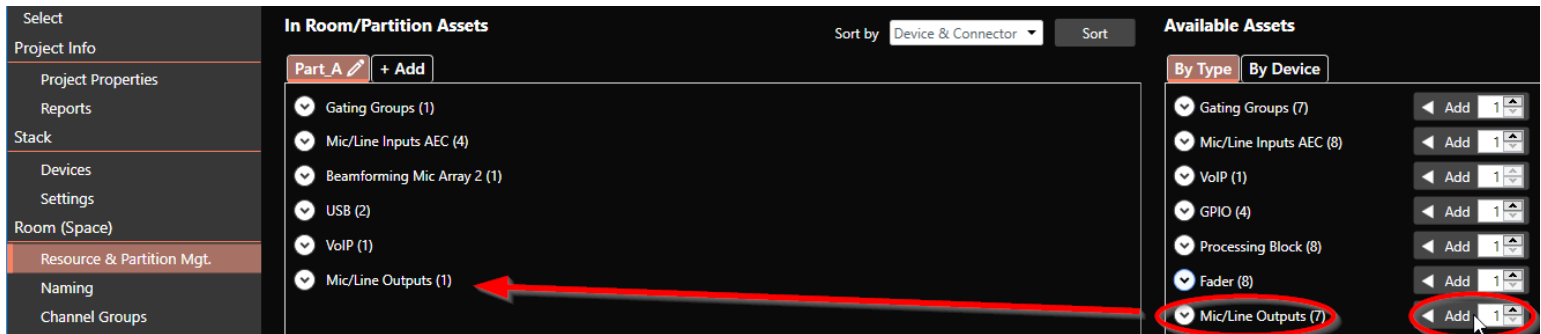 Select
Project Info
Project Properties
Reports
Stack
Devices
Settings
Room (Space)
Resource & Partition Mgt.
Naming
Channel Groups
In Room/Partition Assets
Sort by Device & Connector Sort
Part_A + Add
Gating Groups (1)
Mic/Line Inputs AEC (4)
Beamforming Mic Array 2 (1)
USB (2)
VoIP (1)
Mic/Line Outputs (1)
Available Assets
By Type By Device
Gating Groups (7) Add 1
Mic/Line Inputs AEC (8) Add 1
VoIP (1) Add 1
GPIO (4) Add 1
Processing Block (8) Add 1
Fader (8) Add 1
Mic/Line Outputs (7) Add 1